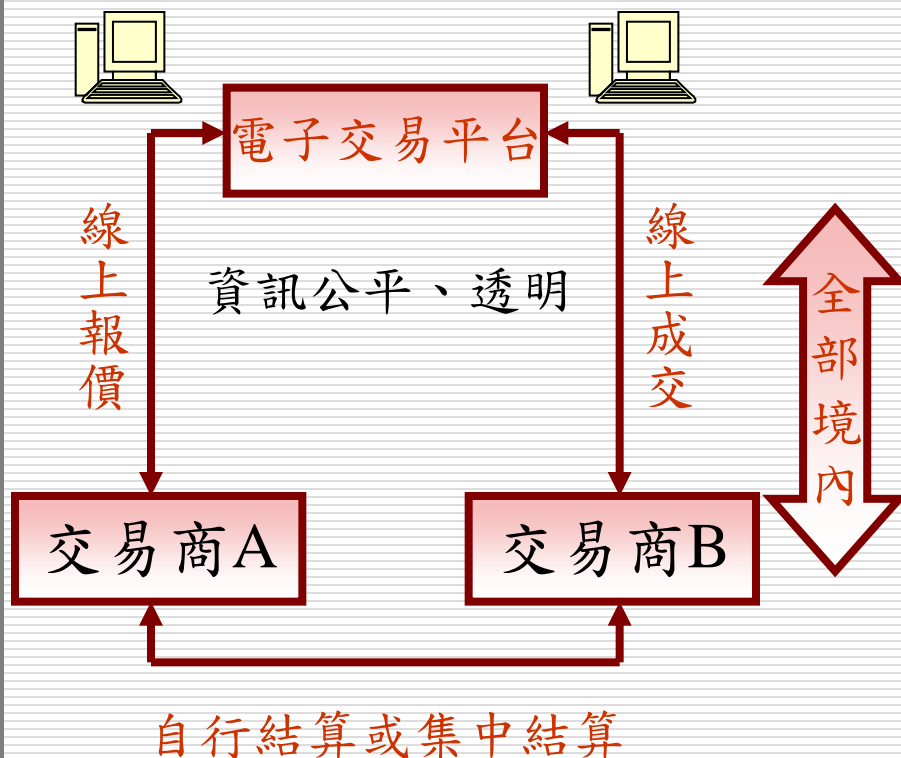 電子交易平台
線上報價
資訊公平、透明
線上成交
全部境內
交易商A
交易商B
自行結算或集中結算